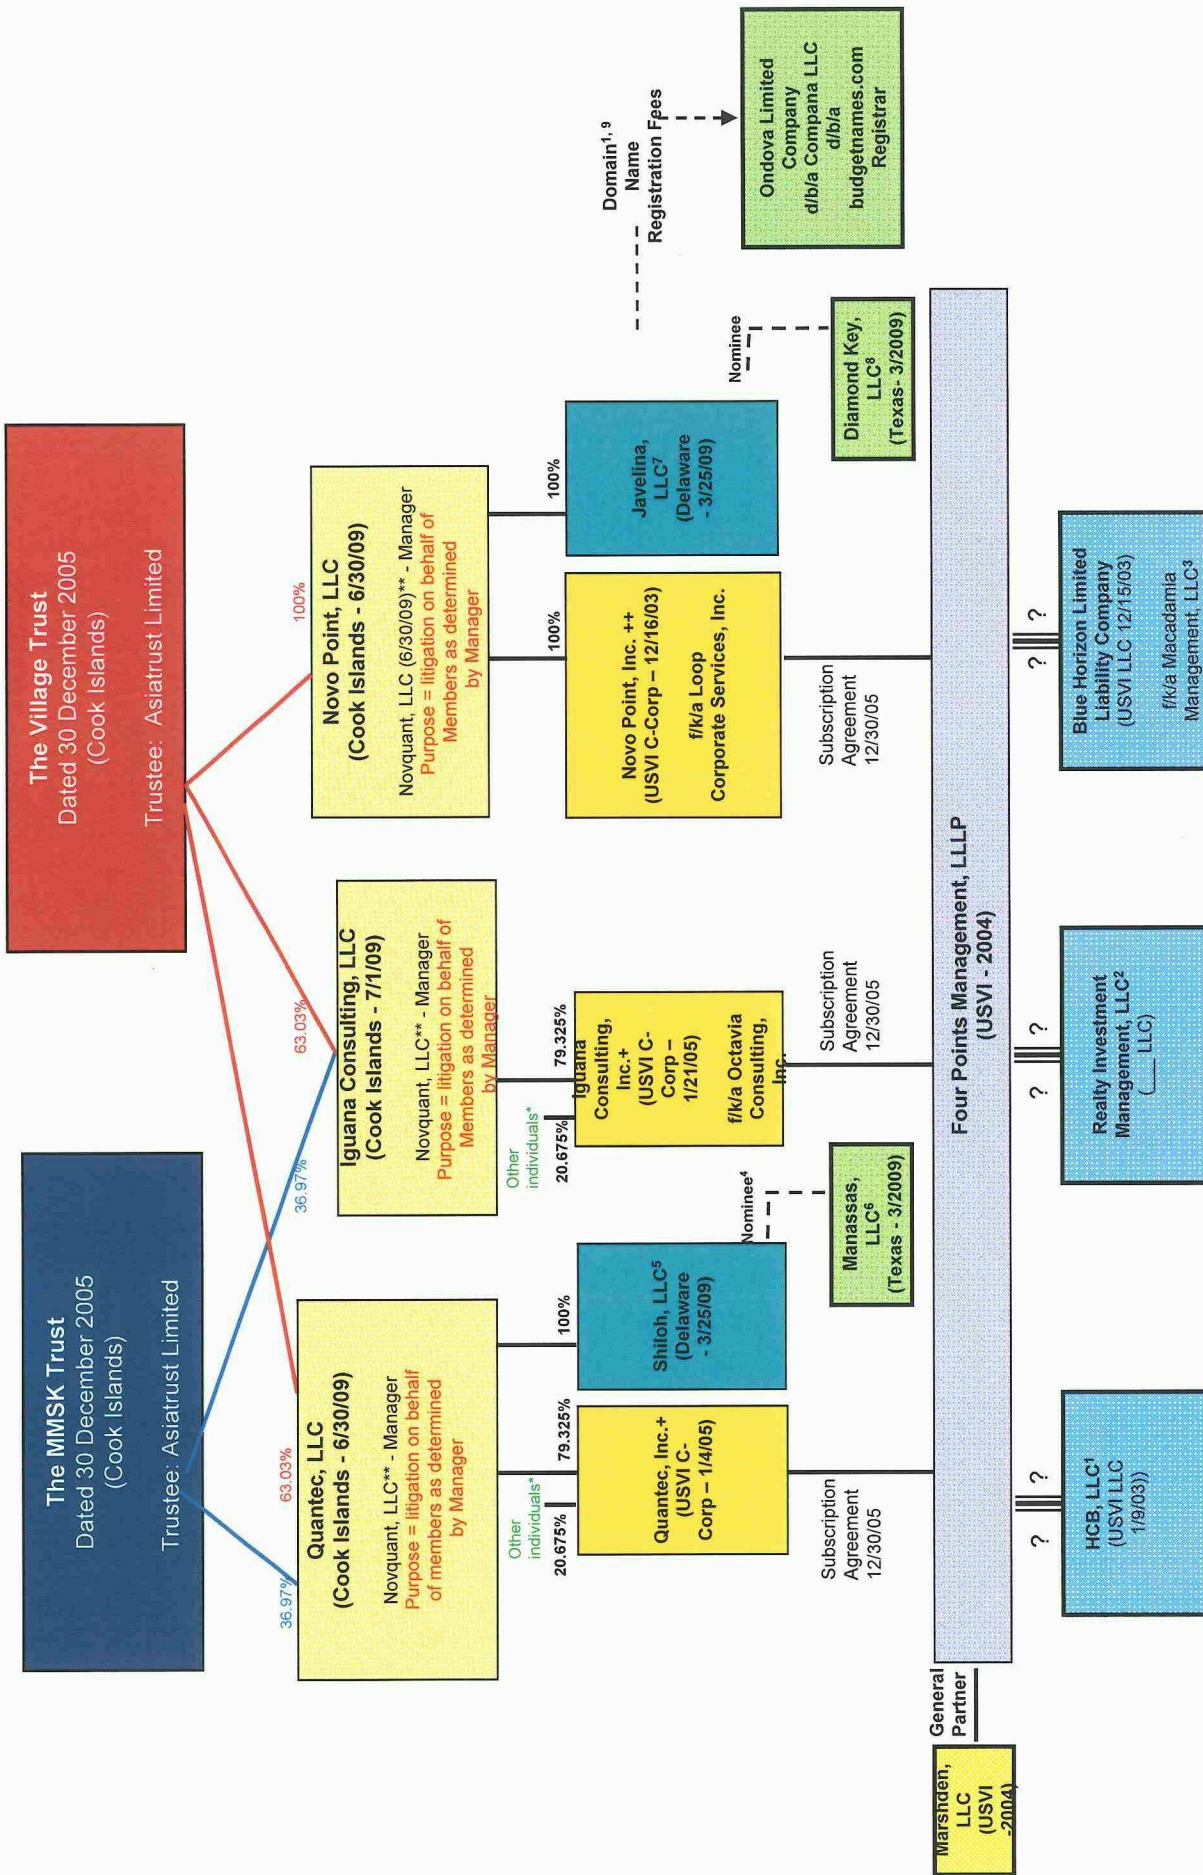 The MMSK Trust
Dated 30 December 2005
(Cook Islands)
Trustee: Asiatrust Limited
The Village Trust
Dated 30 December 2005
(Cook Islands)
Trustee: Asiatrust Limited
36.97%
63.03%
36.97%
63.03%
100%
Quantec, LLC
(Cook Islands - 6/30/09)
Novquant, LLC** - Manager
Purpose = litigation on behalf
of members as determined
by Manager
Iguana Consulting, LLC
(Cook Islands - 7/1/09)
Novquant, LLC** - Manager
Purpose = litigation on behalf of
Members as determined
by Manager
Novo Point, LLC
(Cook Islands - 6/30/09)
Novquant, LLC (6/30/09)** - Manager
Purpose = litigation on behalf of
Members as determined
by Manager
Other
individuals*
20.675%
79.325%
100%
Other
individuals*
20.675%
79.325%
100%
100%
Quantec, Inc.+
(USVI C-
Corp – 1/4/05)
Shiloh, LLC5
(Delaware
- 3/25/09)
Iguana
Consulting,
Inc.+
(USVI C-
Corp –
1/21/05)
f/k/a Octavia
Consulting,
Inc.
Novo Point, Inc. ++
(USVI C-Corp – 12/16/03)
f/k/a Loop
Corporate Services, Inc.
Javelina,
LLC7
(Delaware
- 3/25/09)
Domain1, 9
Name
Registration Fees
Ondova Limited
Company
d/b/a Compana LLC
d/b/a
budgetnames.com
Registrar
Nominee4
Manassas,
LLC6
(Texas - 3/2009)
Nominee
Diamond Key,
LLC8
(Texas- 3/2009)
Subscription
Agreement
12/30/05
Subscription
Agreement
12/30/05
Subscription
Agreement
12/30/05
Marshden,
LLC
(USVI
-2004)
General
Partner
Four Points Management, LLLP
(USVI - 2004)
? ?
? ?
? ?
HCB, LLC1
(USVI LLC
1/9/03))
Realty Investment
Management, LLC2
(___ LLC)
Blue Horizon Limited
Liability Company
(USVI LLC 12/15/03)
f/k/a Macadamia
Management, LLC3